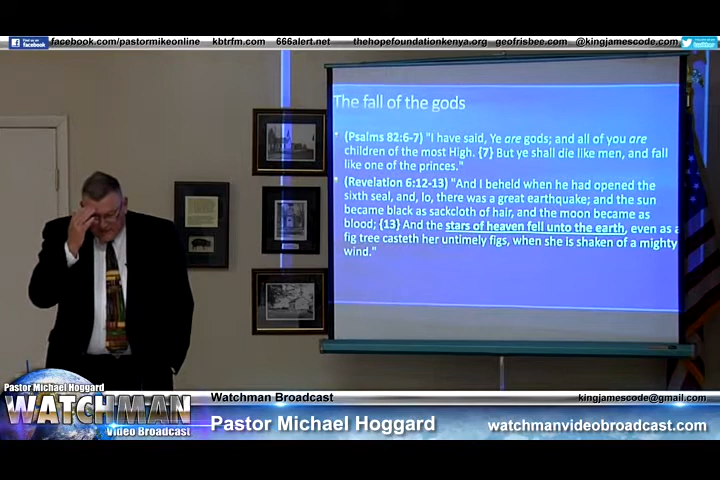 Find us on facebook facebook.com/pastormikeonline kbtrfm.com 666alert.net thehopefoundationkenya.org geofrisbee.com @kingjamescode.com twitter
The fall of the gods
(Psalms 82:6-7) "I have said, Ye are gods; and all of you are
children of the most High. {7} But ye shall die like men, and fall
like one of the princes."
(Revelation 6:12-13) "And I beheld when he had opened the
sixth seal, and, lo, there was a great earthquake; and the sun
became black as sackcloth of hair, and the moon became as
blood; {13} And the stars of heaven fell unto the earth, even as a
fig tree casteth her untimely figs, when she is shaken of a mighty
wind."
Pastor Michael Hoggard
WATCHMAN
Video Broadcast
Watchman Broadcast kingjamescode@gmail.com
Pastor Michael Hoggard watchmanvideobroadcast.com